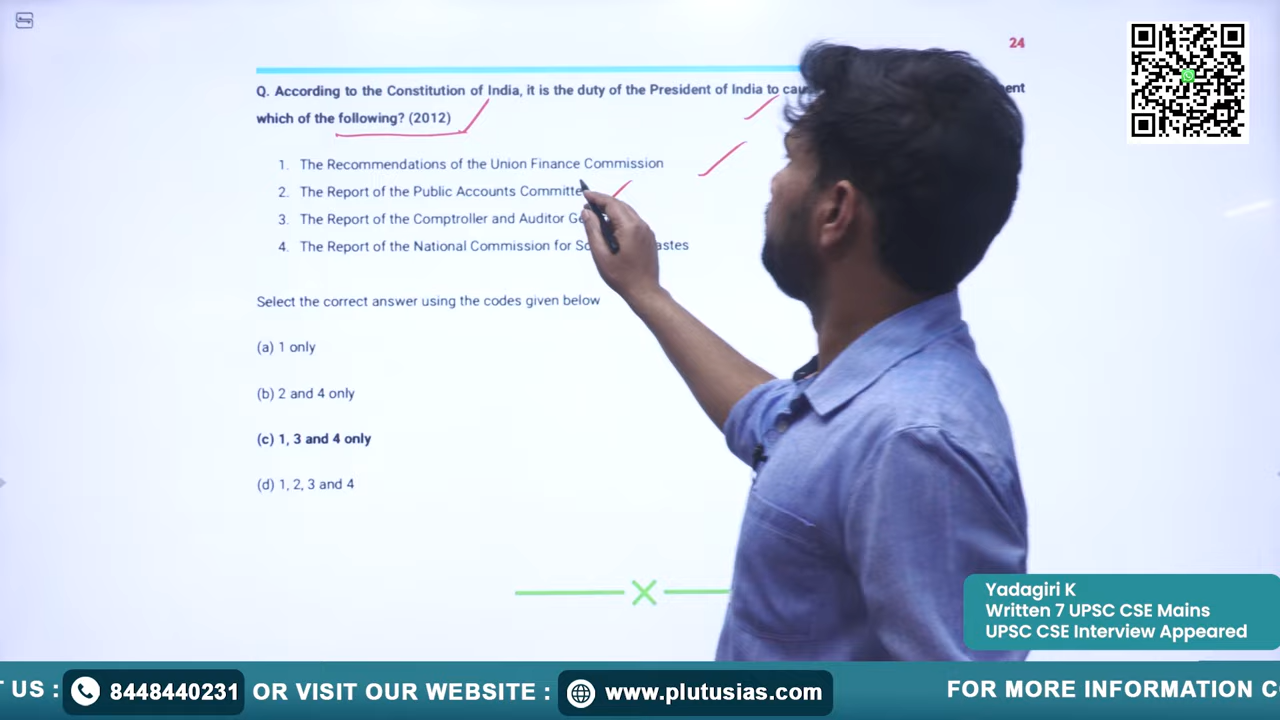 24
Q. According to the Constitution of India, it is the duty of the President of India to
which of the following? (2012)
1. The Recommendations of the Union Finance Commission
2. The Report of the Public Accounts
3. The Report of the Comptroller and Auditor
4. The Report of the National Commission for
Select the correct answer using the codes given below
(a) 1 only
(b) 2 and 4 only
(c) 1, 3 and 4 only
(d) 1, 2, 3 and 4
Yadagiri K
Written 7 UPSC CSE Mains
UPSC CSE Interview Appeared
US : 8448440231 OR VISIT OUR WEBSITE : www.plutusias.com FOR MORE INFORMATION